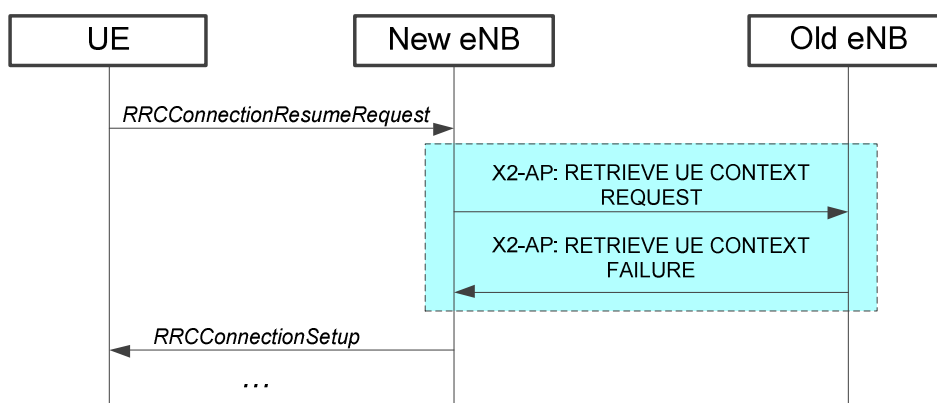 UE
New eNB
Old eNB
RRCConnectionResumeRequest
X2-AP: RETRIEVE UE CONTEXT
REQUEST
X2-AP: RETRIEVE UE CONTEXT
FAILURE
RRCConnectionSetup
...